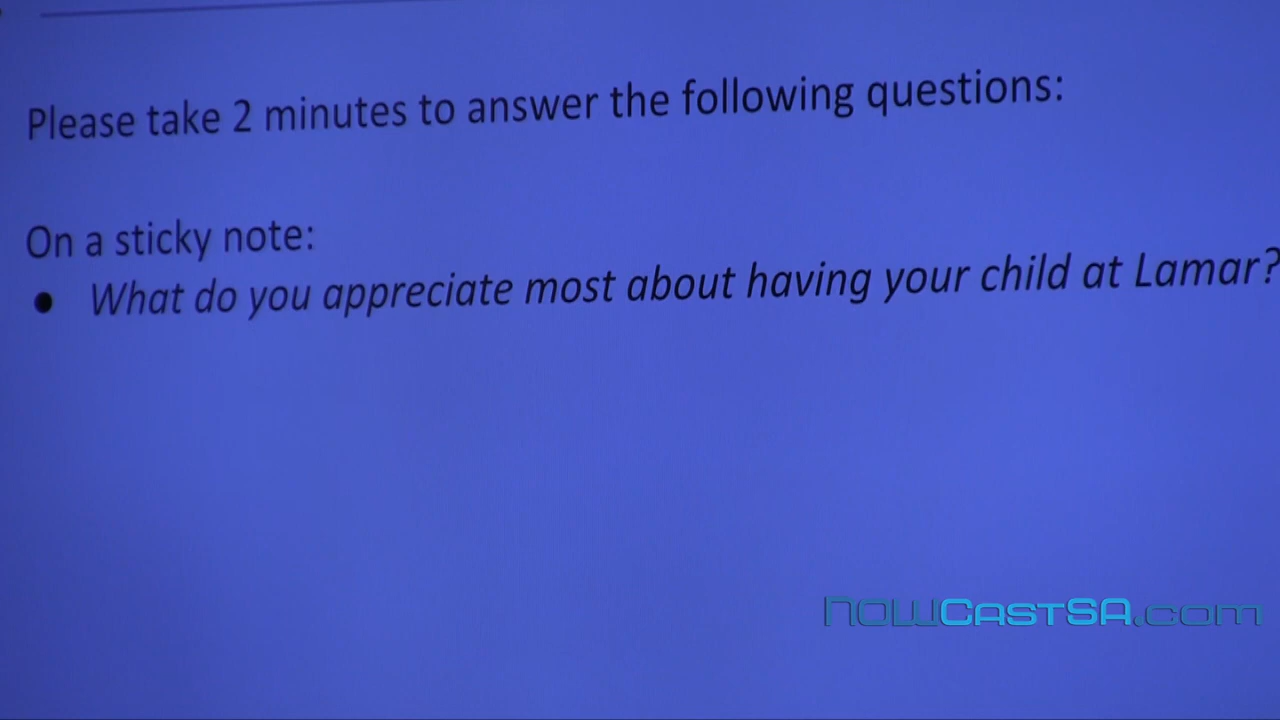 Please take 2 minutes to answer the following questions:
On a sticky note:
● What do you appreciate most about having your child at Lamar?
NOWCastSA.com